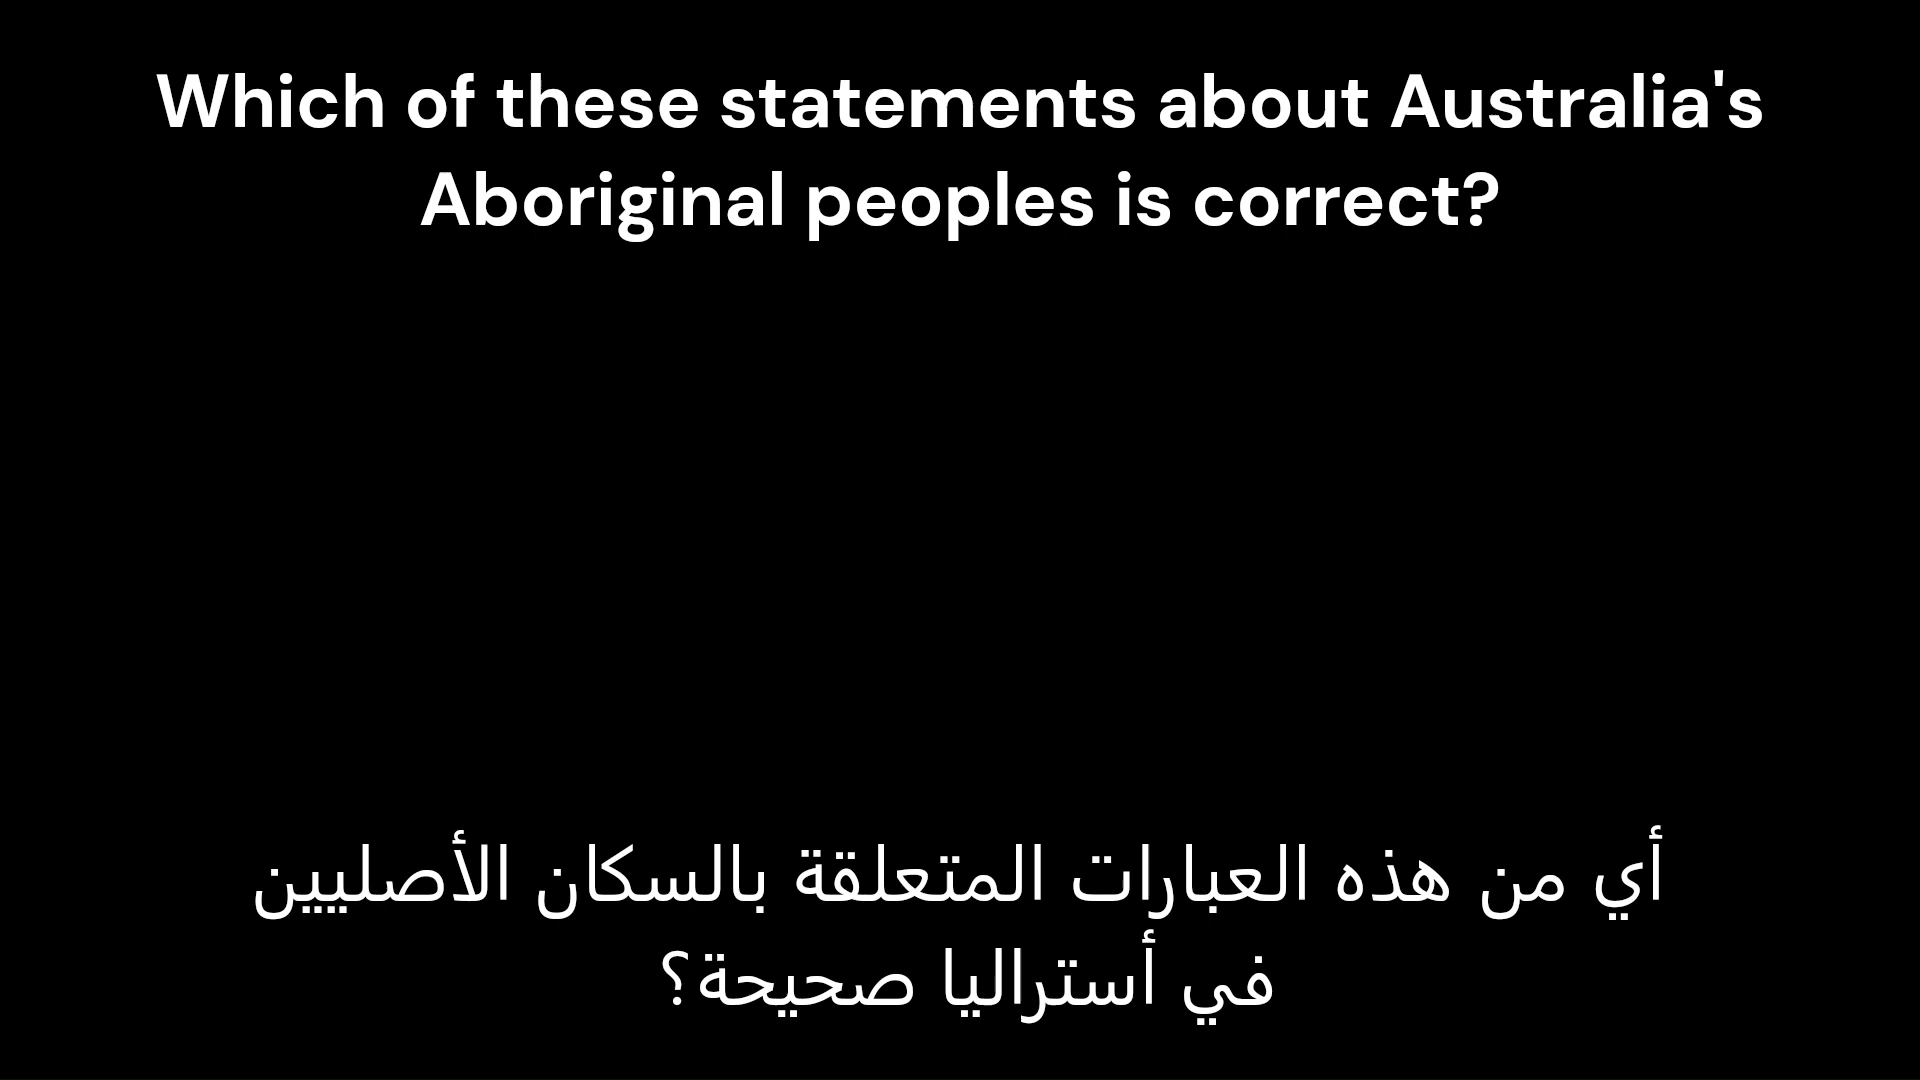 Which of these statements about Australia's
Aboriginal peoples is correct?
أي من هذه العبارات المتعلقة بالسكان الأصليين
في أستراليا صحيحة؟